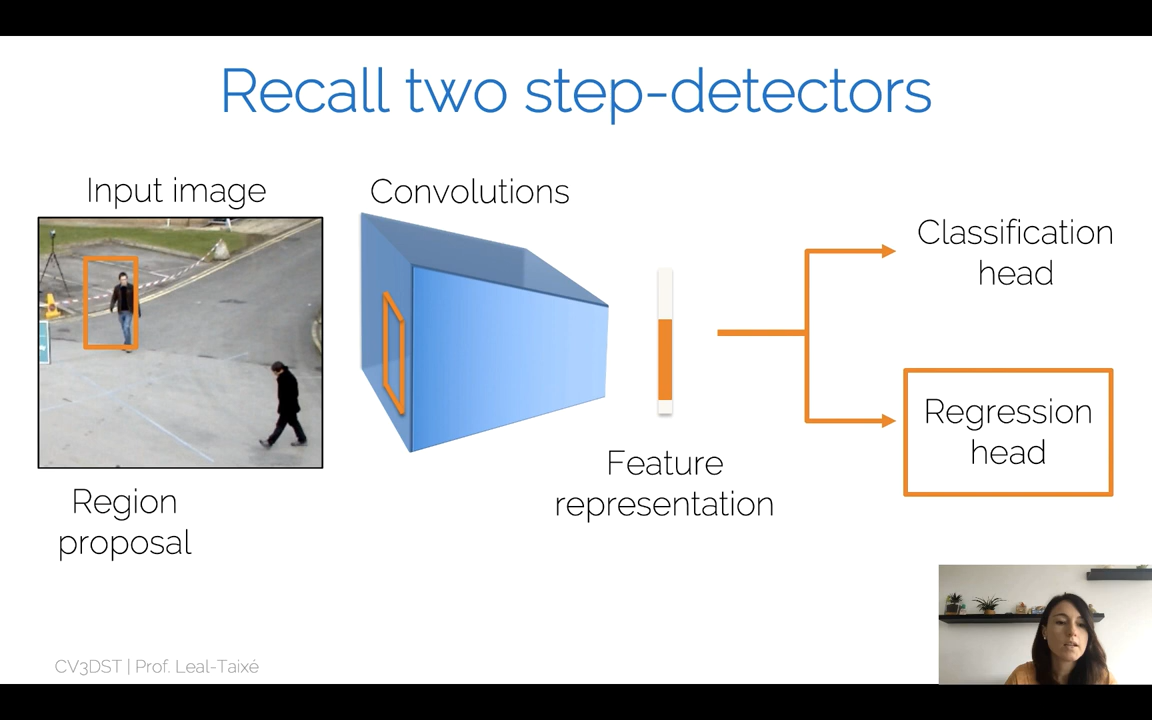 Recall two step-detectors
Input image
Convolutions
Classification
head
Regression
head
Feature
representation
Region
proposal
CV3DST | Prof. Leal-Taixé